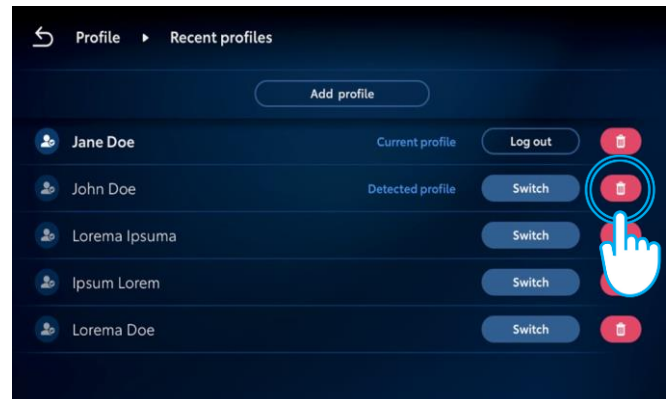 Profile ▸ Recent profiles
Add profile
Jane Doe Current profile Log out
John Doe Detected profile Switch
Lorema Ipsuma Switch
Ipsum Lorem Switch
Lorema Doe Switch